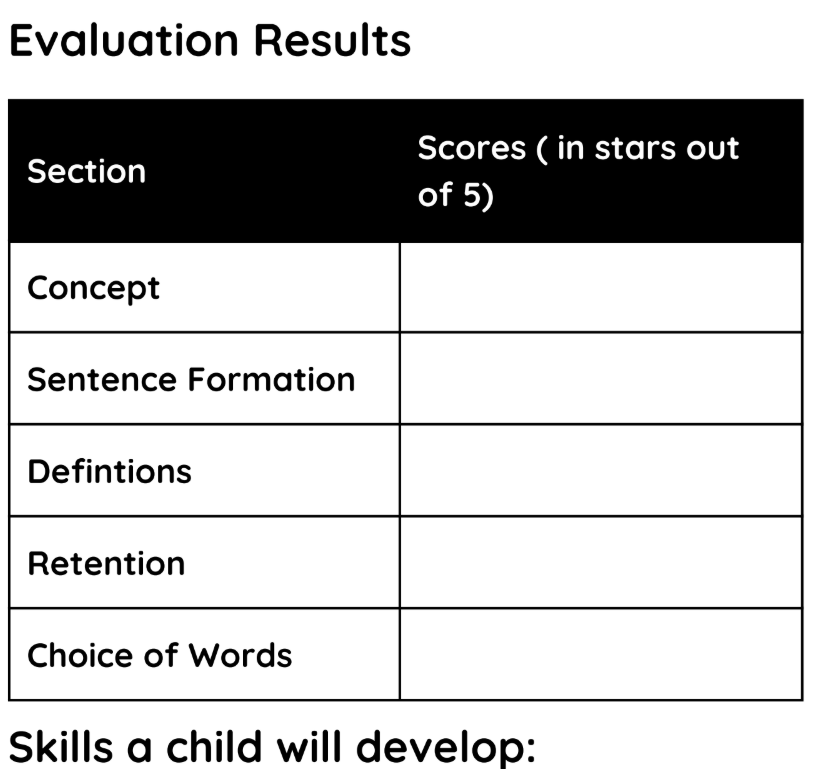 Evaluation Results
Section
Scores ( in stars out
of 5)
Concept
Sentence Formation
Defintions
Retention
Choice of Words
Skills a child will develop: